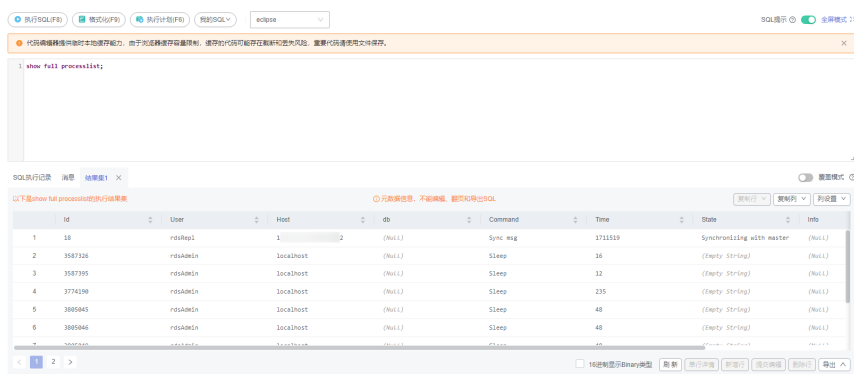 执行SQL(F8) 格式化(F9) 执行计划(F6) 我的SQL eclipse SQL提示 全屏模式
代码编辑器提供临时本地缓存能力，由于浏览器缓存容量限制，缓存的代码可能存在截断和丢失风险，重要代码请使用文件保存。
1 show full processlist;
SQL执行记录 消息 结果集1 × 覆盖模式
以下是show full processlist的执行结果集 元数据信息，不能编辑、翻页和导出SQL 复制行 复制列 列设置
Id User Host db Command Time State Info
1 18 rdsRepl 1 2 (Null) Sync msg 1711519 Synchronizing with master (Null)
2 3587326 rdsAdmin localhost (Null) Sleep 16 (Empty String) (Null)
3 3587395 rdsAdmin localhost (Null) Sleep 12 (Empty String) (Null)
4 3774190 rdsAdmin localhost (Null) Sleep 235 (Empty String) (Null)
5 3805045 rdsAdmin localhost (Null) Sleep 48 (Empty String) (Null)
6 3805046 rdsAdmin localhost (Null) Sleep 48 (Empty String) (Null)
< 1 2 > 16进制显示Binary类型 刷新 单行详情 新增行 提交编辑 删除行 导出